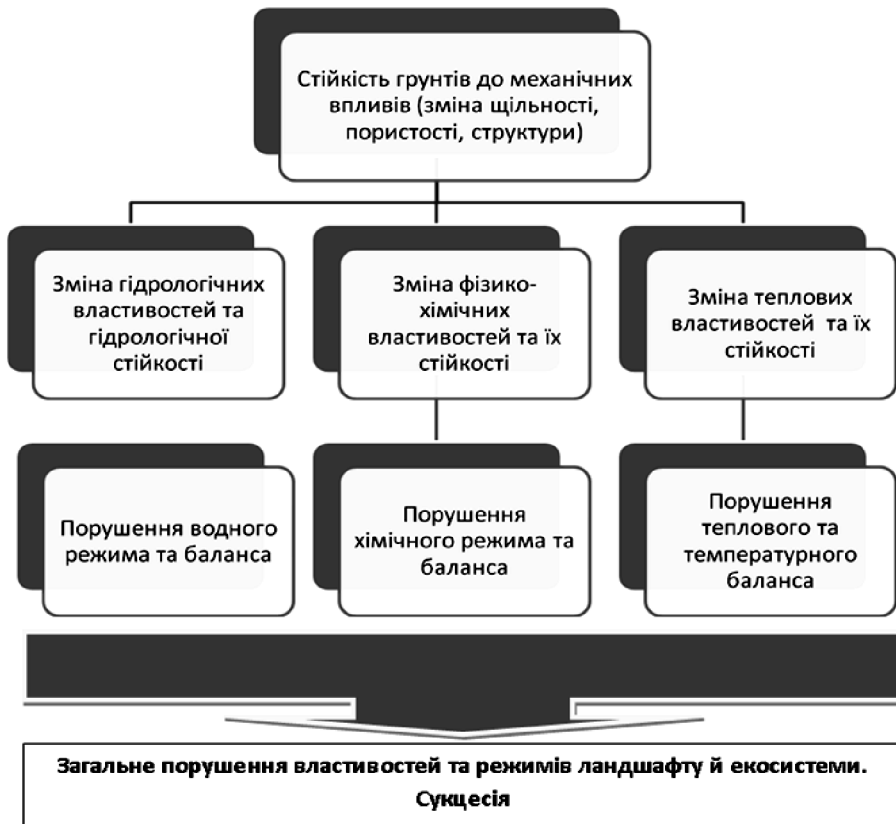 Стійкість грунтів до механічних
впливів (зміна щільності,
пористості, структури)
Зміна гідрологічних
властивостей та
гідрологічної
стійкості
Зміна фізико-
хімічних
властивостей та їх
стійкості
Зміна теплових
властивостей та їх
стійкості
Порушення водного
режима та баланса
Порушення
хімічного режима та
баланса
Порушення
теплового та
температурного
баланса
Загальне порушення властивостей та режимів ландшафту й екосистеми.
Сукцесія